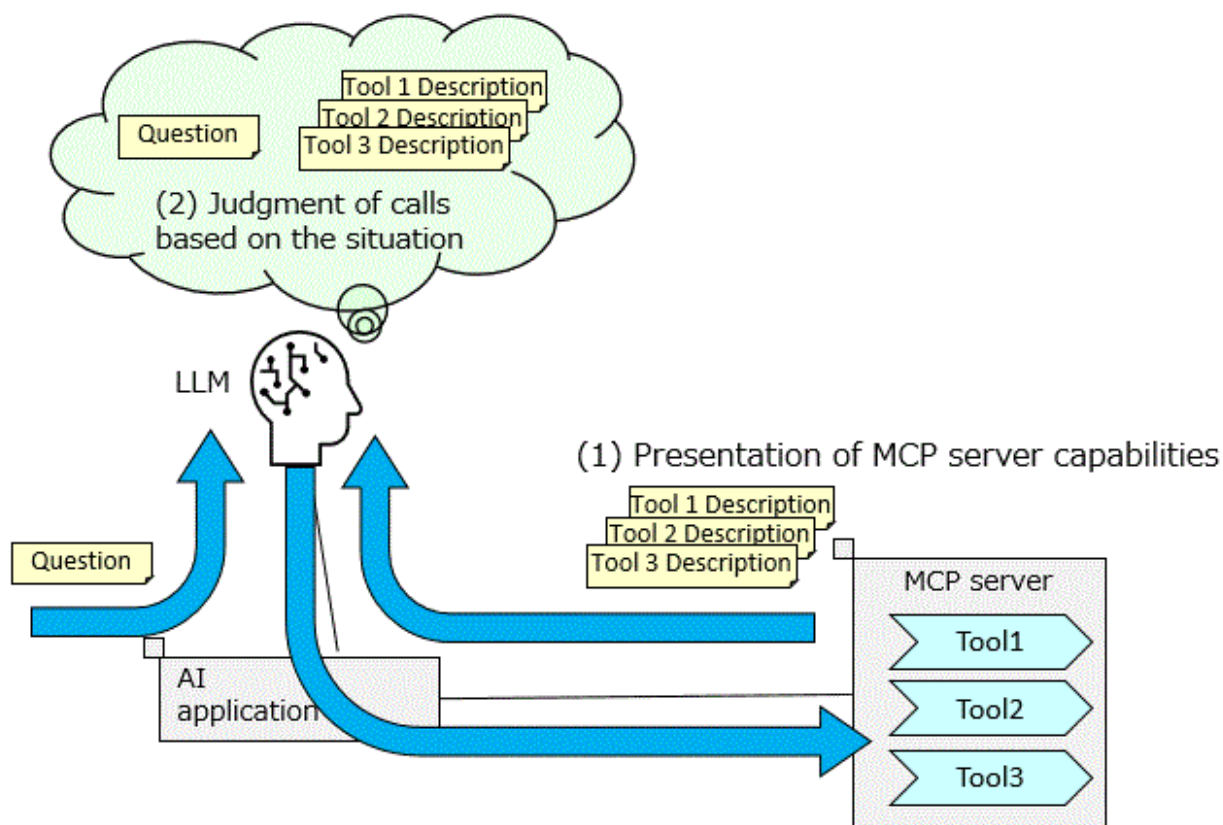 Tool 1 Description
Tool 2 Description
Question
Tool 3 Description
(2) Judgment of calls
based on the situation
LLM
(1) Presentation of MCP server capabilities
Tool 1 Description
Tool 2 Description
Question
Tool 3 Description
MCP server
Tool1
AI
application
Tool2
Tool3